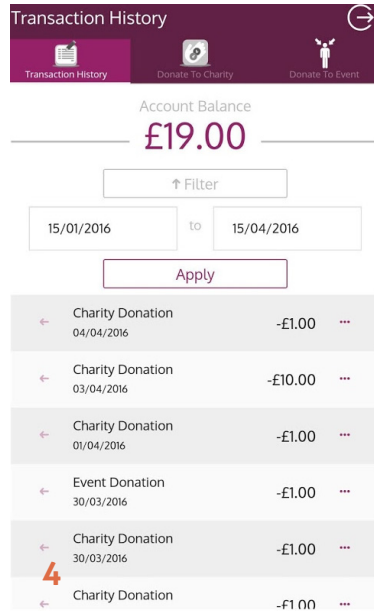 Transaction History
Transaction History Donate To Charity Donate To Event
Account Balance
£19.00
↑ Filter
15/01/2016 to 15/04/2016
Apply
Charity Donation
04/04/2016
-£1.00
Charity Donation
03/04/2016
-£10.00
Charity Donation
01/04/2016
-£1.00
Event Donation
30/03/2016
-£1.00
Charity Donation
30/03/2016
-£1.00
4
Charity Donation
-£1.00